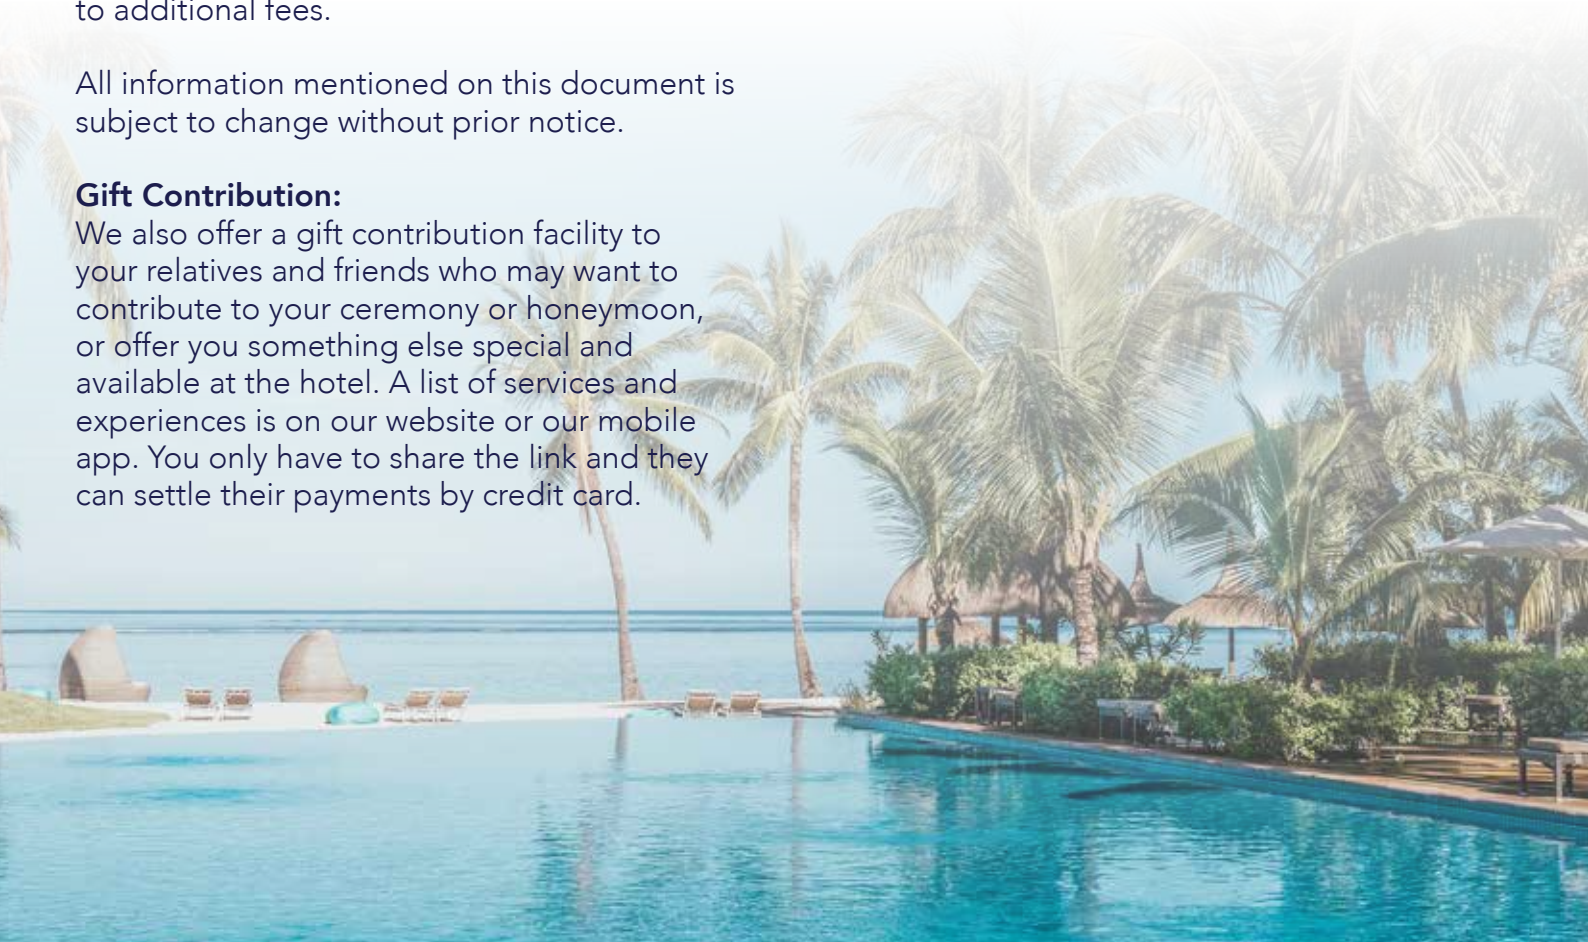 to additional fees.
All information mentioned on this document is
subject to change without prior notice.
Gift Contribution:
We also offer a gift contribution facility to
your relatives and friends who may want to
contribute to your ceremony or honeymoon,
or offer you something else special and
available at the hotel. A list of services and
experiences is on our website or our mobile
app. You only have to share the link and they
can settle their payments by credit card.